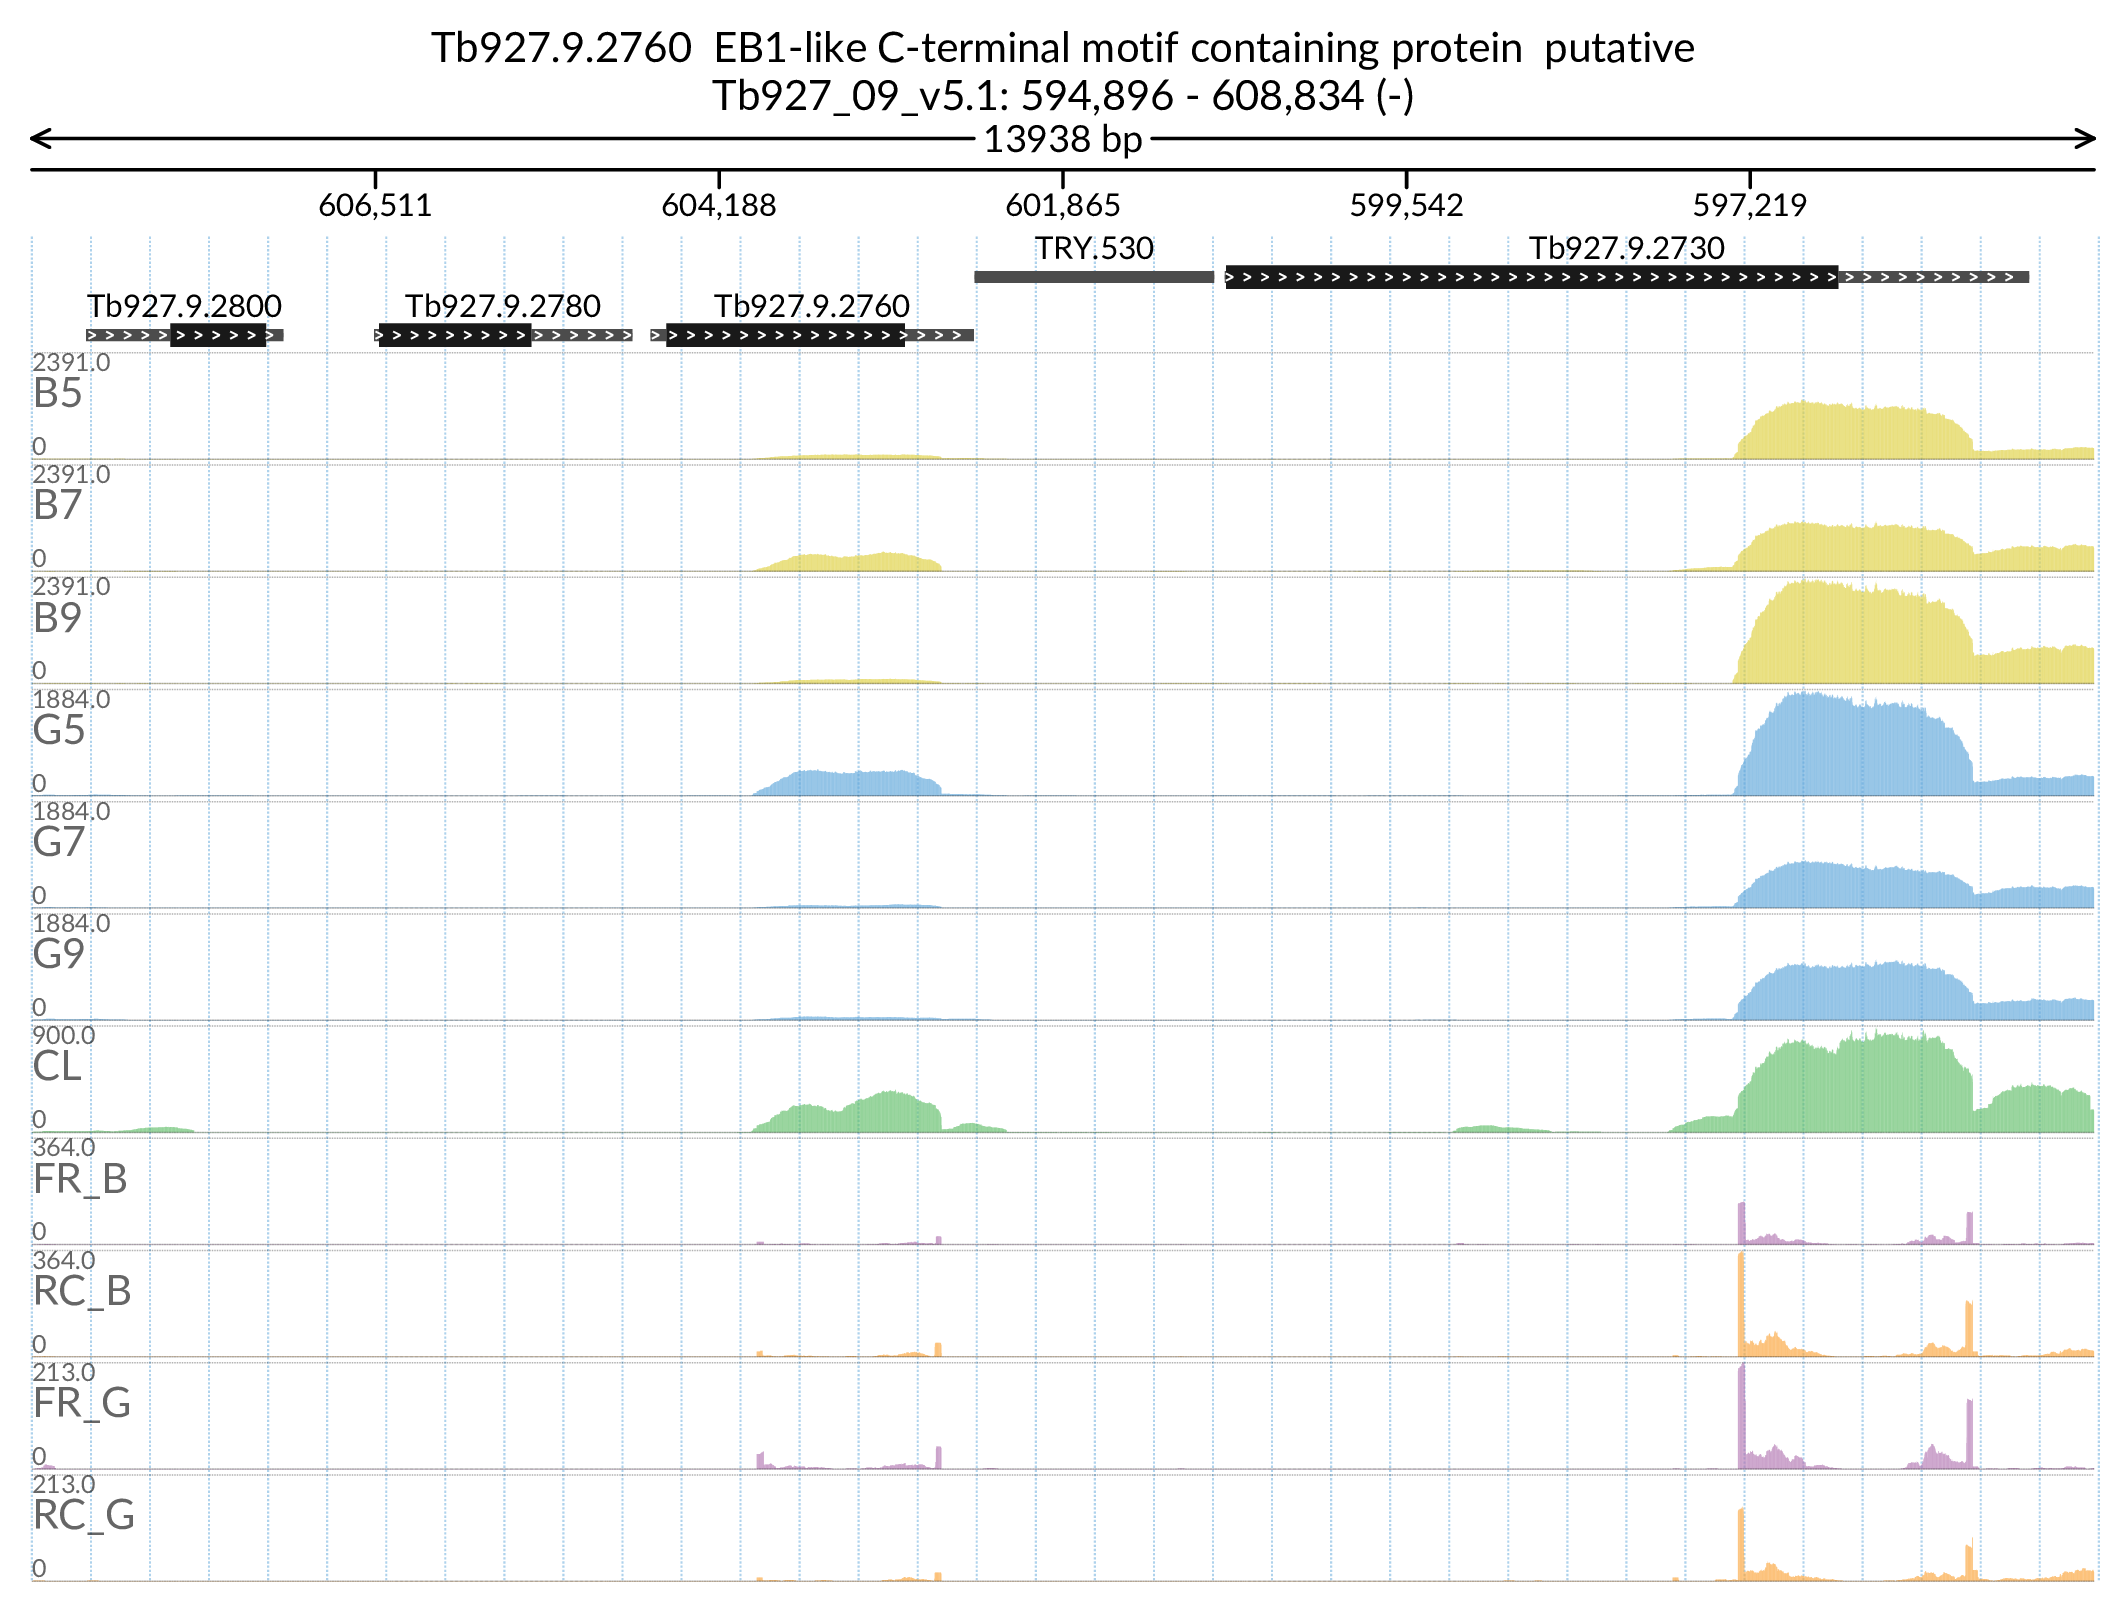 Tb927.9.2760  EB1-like C-terminal motif containing protein  putative
Tb927_09_v5.1: 594,896 - 608,834 (-)
13938 bp
606,511 604,188 601,865 599,542 597,219
TRY.530 Tb927.9.2730
Tb927.9.2800 Tb927.9.2780 Tb927.9.2760
2391.0
B5
0
2391.0
B7
0
2391.0
B9
0
1884.0
G5
0
1884.0
G7
0
1884.0
G9
0
900.0
CL
0
364.0
FR_B
0
364.0
RC_B
0
213.0
FR_G
0
213.0
RC_G
0